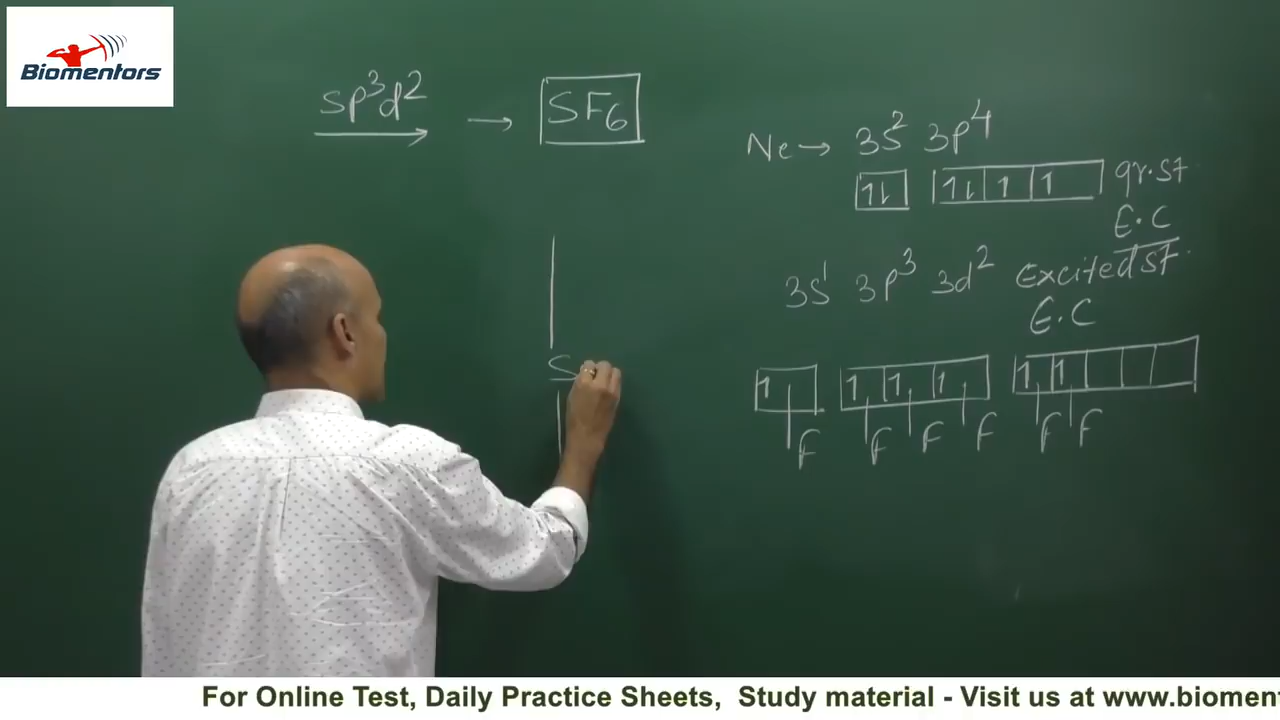 Biomentors
sp³d² → SF₆
Ne → 3s² 3p⁴
1⇂ 1⇂ 1 1 gr.st
E.C
3s¹ 3p³ 3d² Excited st.
E.C
1 1 1 1 1 1
F F F F F F
S
For Online Test, Daily Practice Sheets, Study material - Visit us at www.biomen